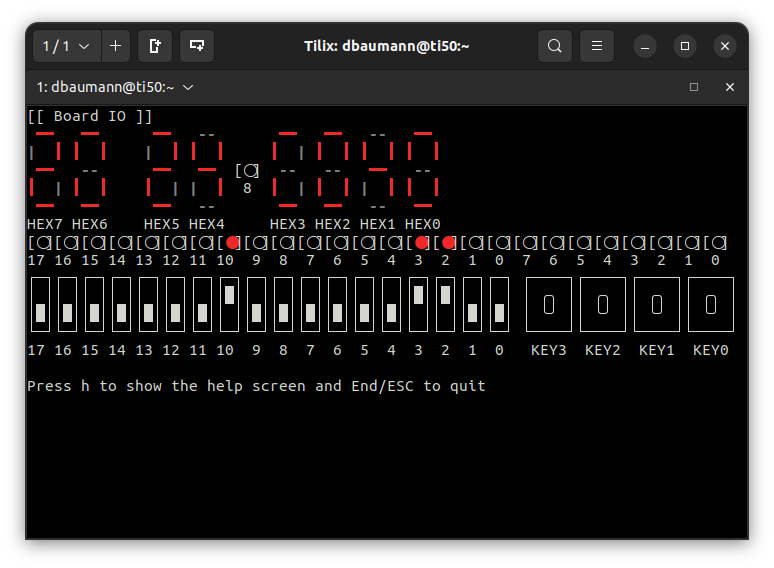 1 / 1
Tilix: dbaumann@ti50:~
1: dbaumann@ti50:~
[[ Board IO ]]
20 24 040
8
HEX7 HEX6 HEX5 HEX4 HEX3 HEX2 HEX1 HEX0
17 16 15 14 13 12 11 10 9 8 7 6 5 4 3 2 1 0 7 6 5 4 3 2 1 0
17 16 15 14 13 12 11 10 9 8 7 6 5 4 3 2 1 0 KEY3 KEY2 KEY1 KEY0
Press h to show the help screen and End/ESC to quit